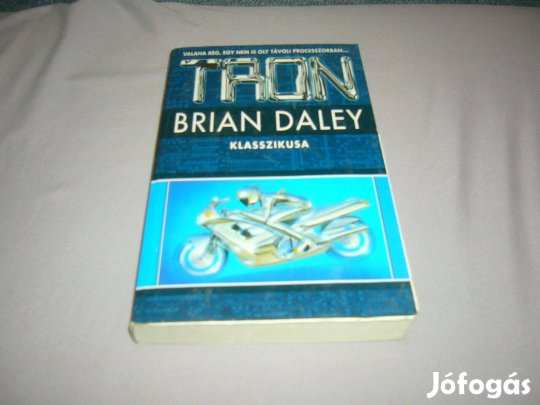 VALAHA RÉG, EGY NEM IS OLY TÁVOLI PROCESSZORBAN...
TRON
BRIAN DALEY
KLASSZIKUSA
Jófogás